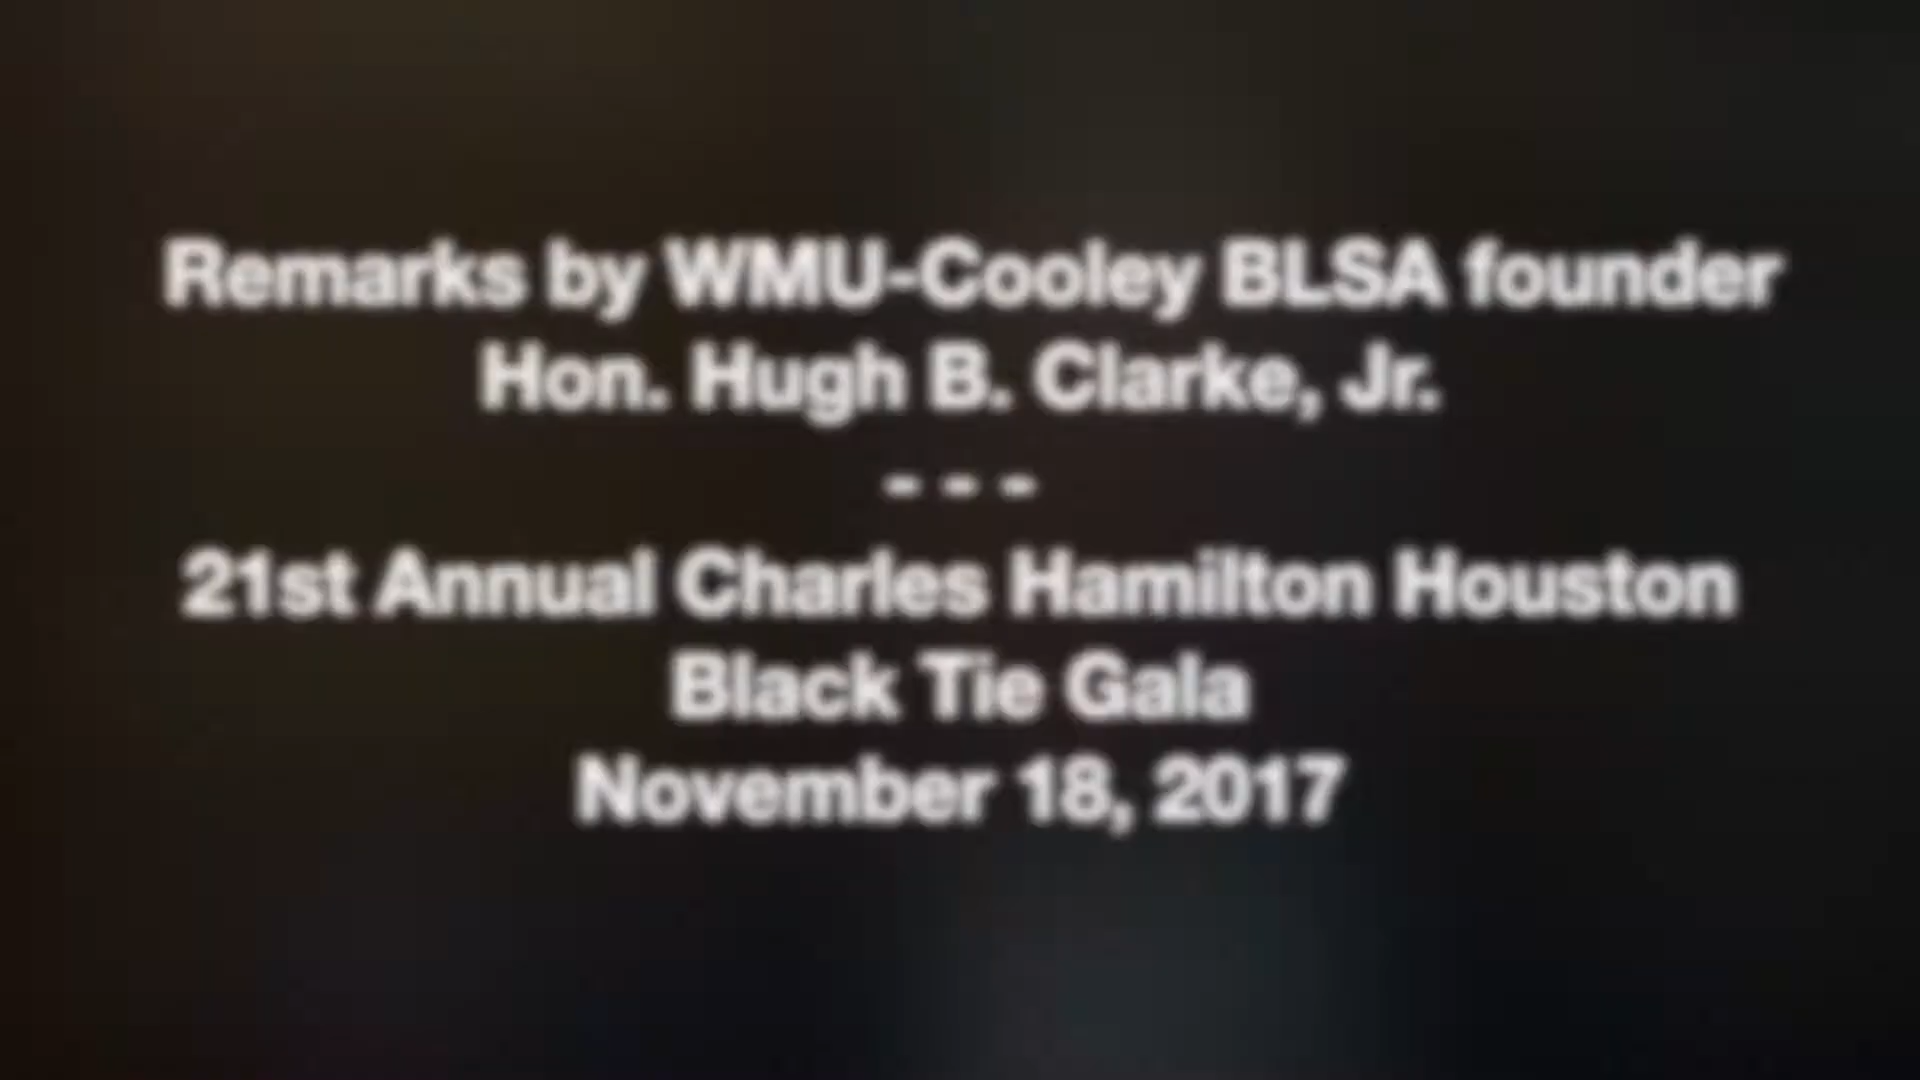 Remarks by WMU-Cooley BLSA founder
Hon. Hugh B. Clarke, Jr.
- - -
21st Annual Charles Hamilton Houston
Black Tie Gala
November 18, 2017